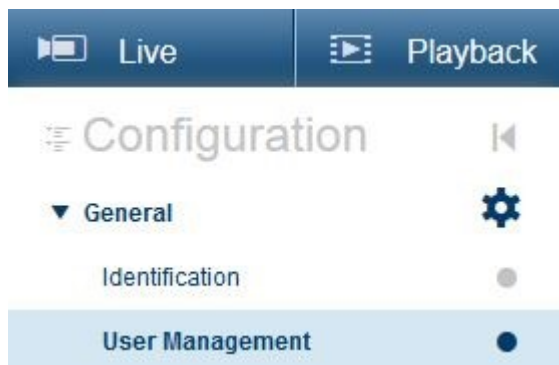 Live Playback
Configuration
General
Identification
User Management